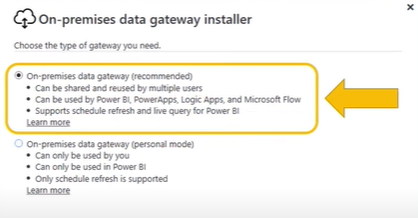 On-premises data gateway installer
Choose the type of gateway you need.
On-premises data gateway (recommended)
• Can be shared and reused by multiple users
• Can be used by Power BI, PowerApps, Logic Apps, and Microsoft Flow
• Supports schedule refresh and live query for Power BI
Learn more
On-premises data gateway (personal mode)
• Can only be used by you
• Can only be used in Power BI
• Only schedule refresh is supported
Learn more